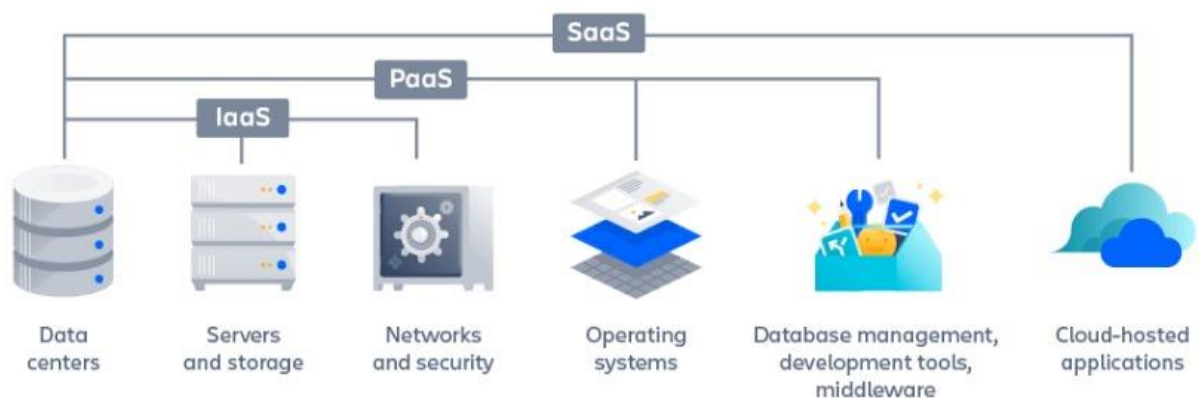 SaaS
PaaS
IaaS
Data
centers
Servers
and storage
Networks
and security
Operating
systems
Database management,
development tools,
middleware
Cloud-hosted
applications